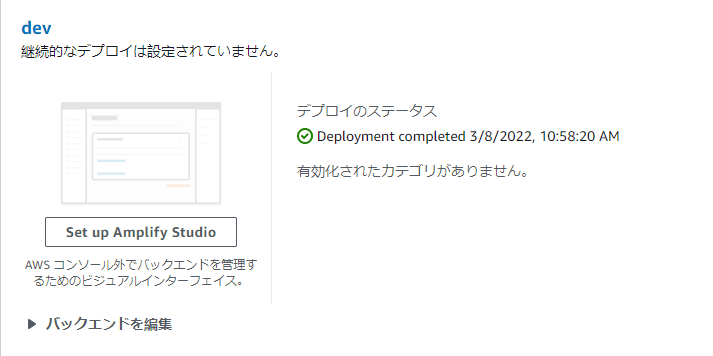 dev
継続的なデプロイは設定されていません。
デプロイのステータス
Deployment completed 3/8/2022, 10:58:20 AM
有効化されたカテゴリがありません。
Set up Amplify Studio
AWS コンソール外でバックエンドを管理す
るためのビジュアルインターフェイス。
バックエンドを編集